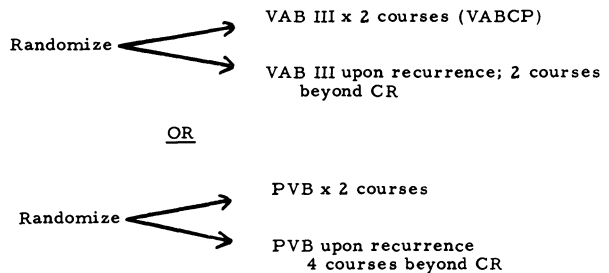 VAB III x 2 courses (VABCP)
Randomize
VAB III upon recurrence; 2 courses
beyond CR
OR
PVB x 2 courses
Randomize
PVB upon recurrence
4 courses beyond CR